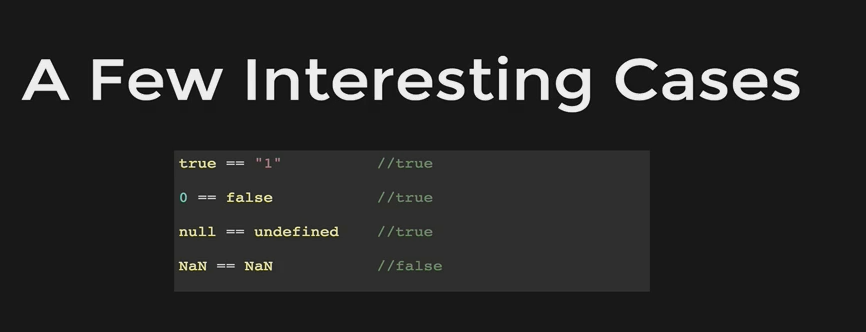 A Few Interesting Cases
true == "1" //true
0 == false //true
null == undefined //true
NaN == NaN //false